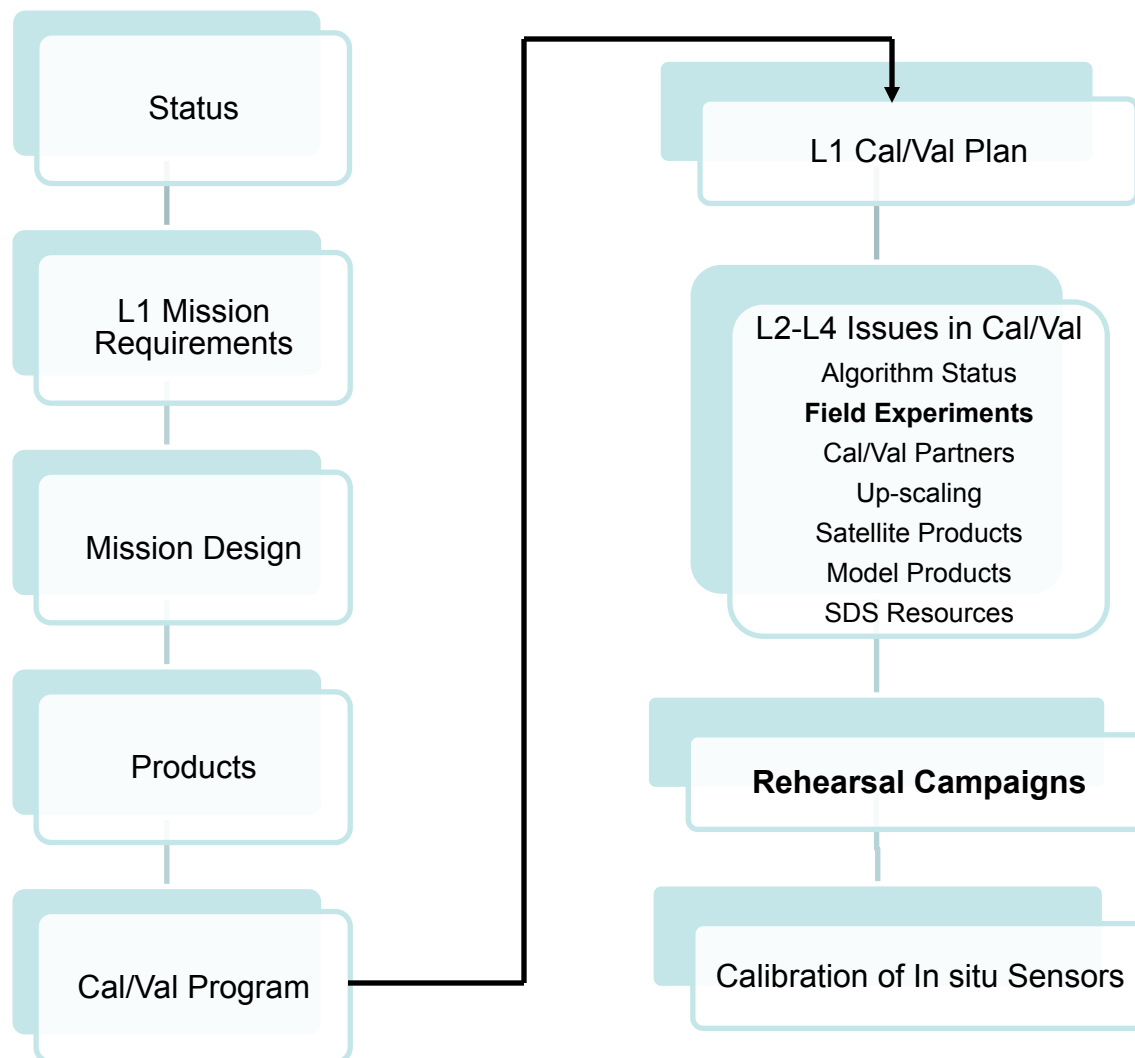 Status
L1 Mission
Requirements
Mission Design
Products
Cal/Val Program
L1 Cal/Val Plan
L2-L4 Issues in Cal/Val
Algorithm Status
Field Experiments
Cal/Val Partners
Up-scaling
Satellite Products
Model Products
SDS Resources
Rehearsal Campaigns
Calibration of In situ Sensors